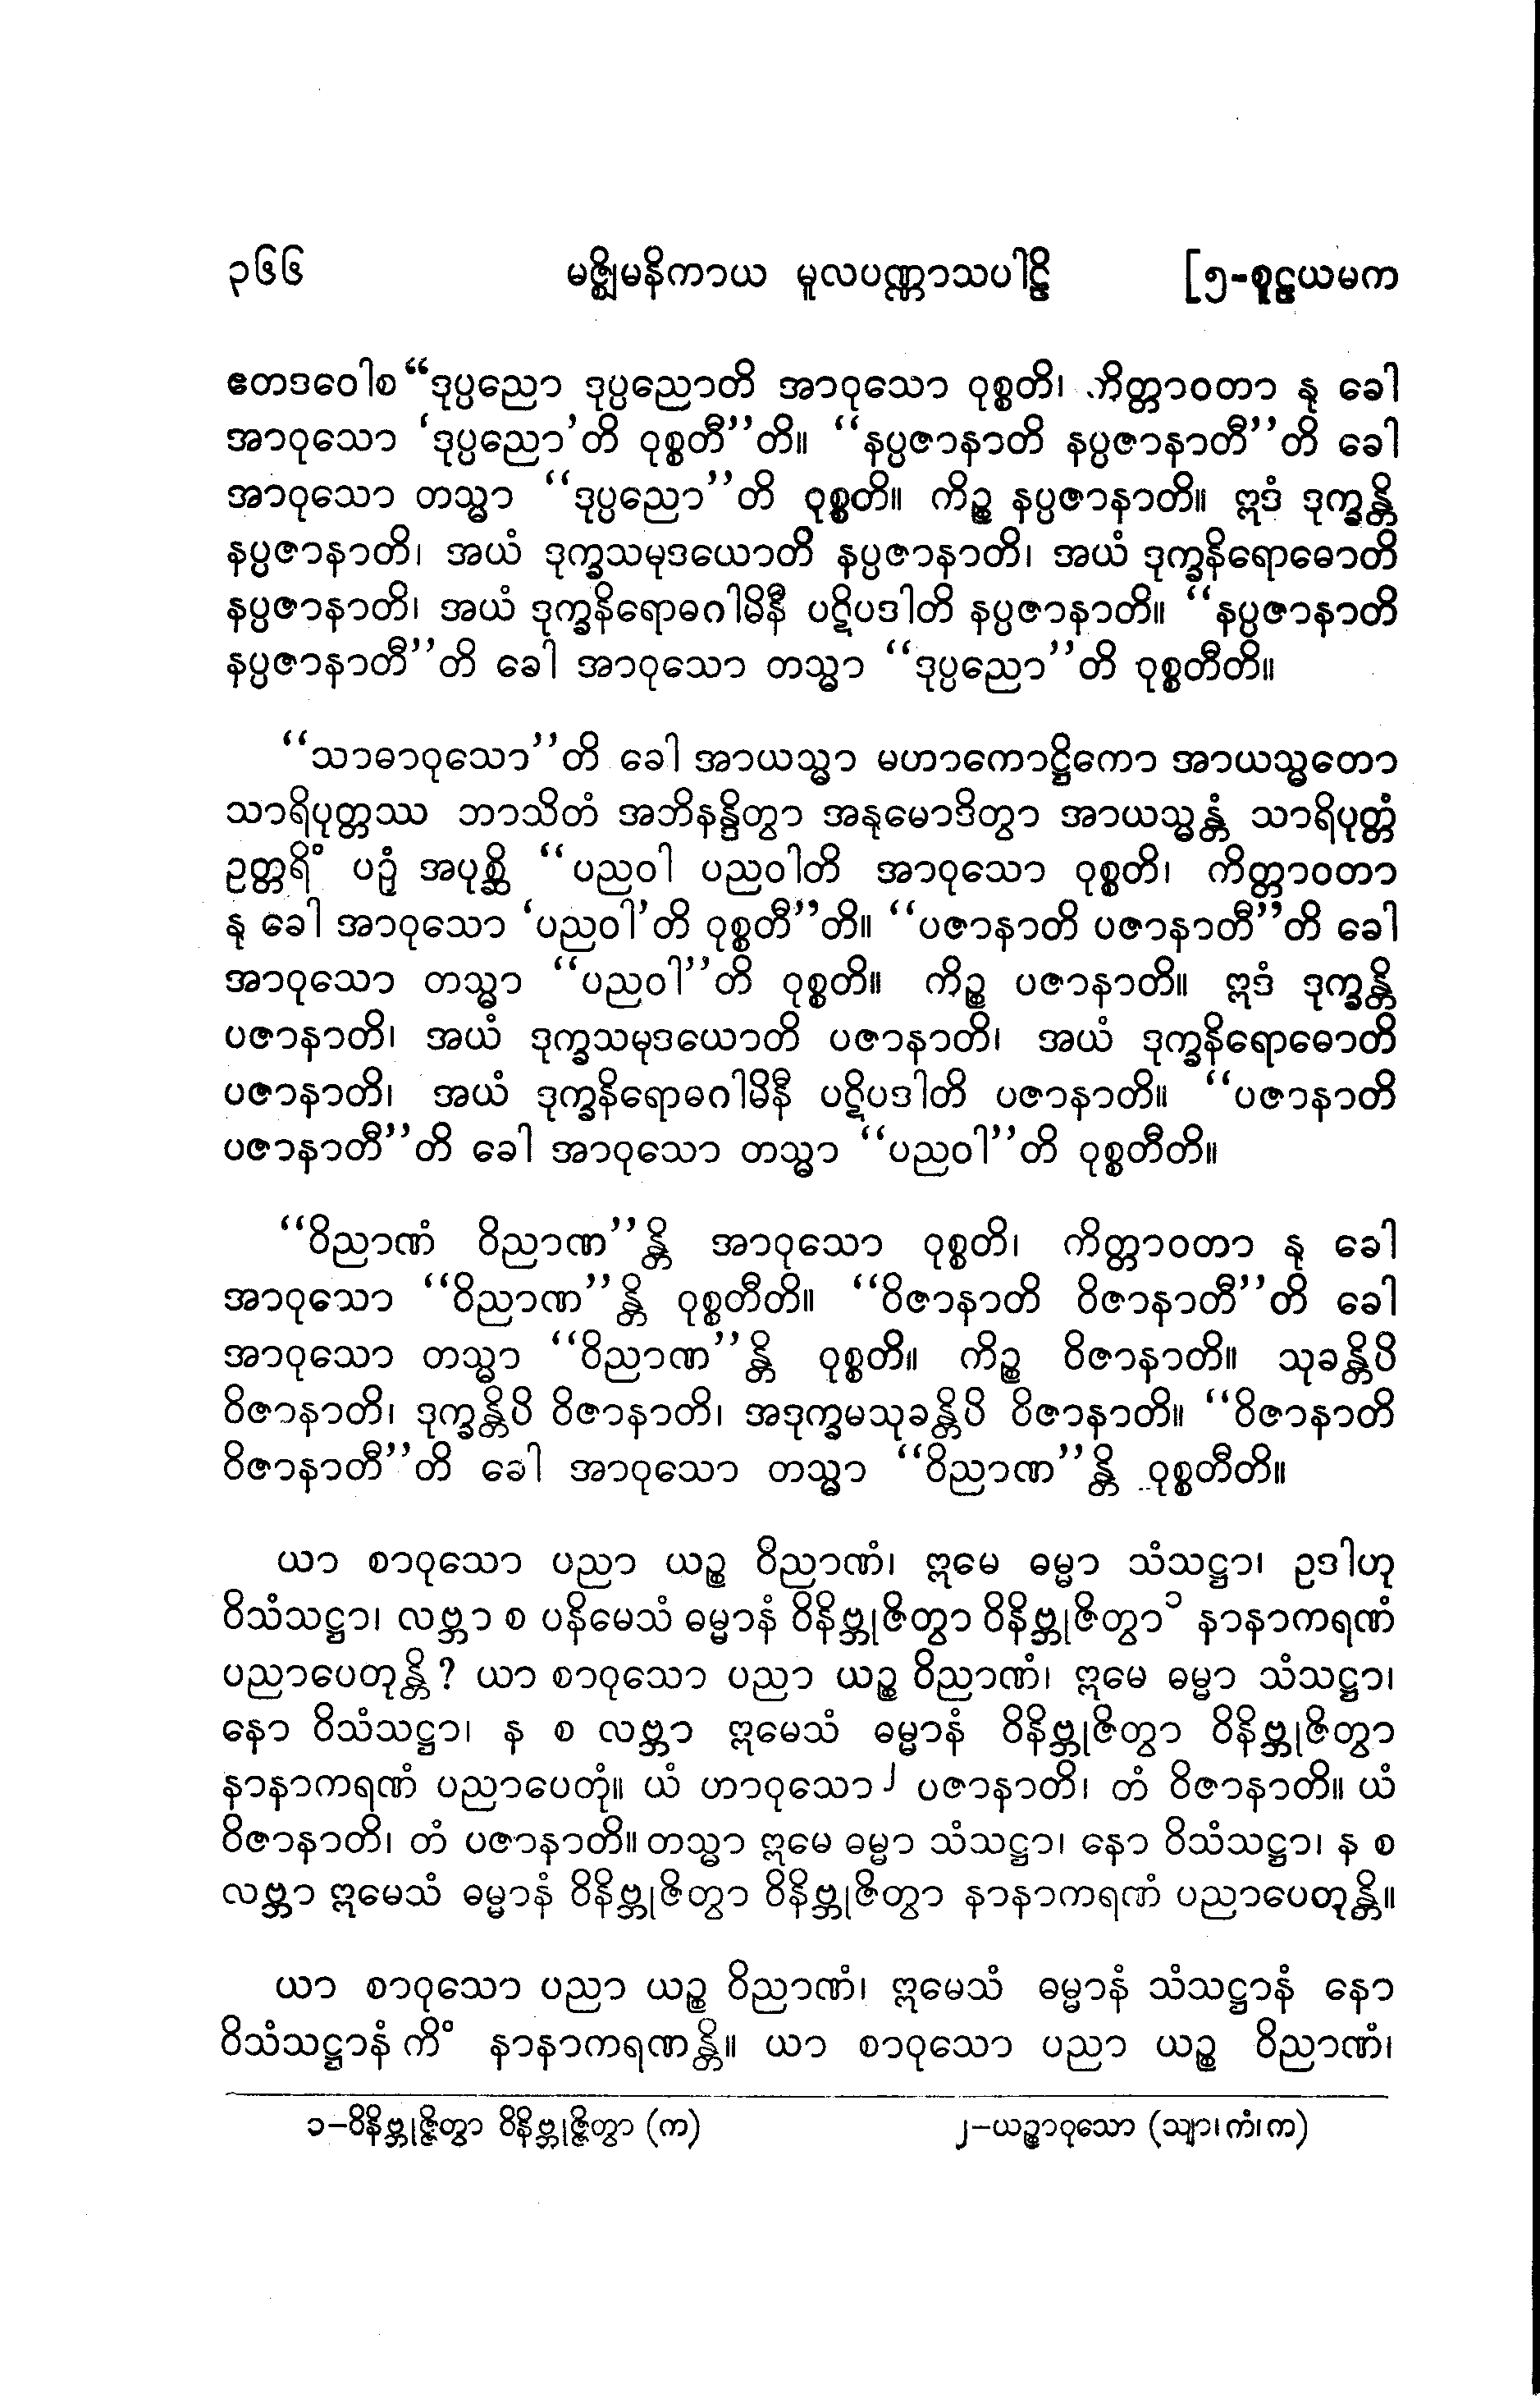 ၃၆၆ မဇ္ဈိမနိကာယ မူလပဏ္ဏာသပါဠိ [၅-စူဠယမက
ဧတဒဝေါစ “ဒုပ္ပညော ဒုပ္ပညောတိ အာဝုသော ဝုစ္စတိ၊ ကိတ္တာဝတာ နု ခေါ
အာဝုသော ‘ဒုပ္ပညော’တိ ဝုစ္စတီ’’တိ။ “နပ္ပဇာနာတိ နပ္ပဇာနာတီ’’တိ ခေါ
အာဝုသော တသ္မာ “ဒုပ္ပညော’’တိ ဝုစ္စတိ။ ကိဉ္စ နပ္ပဇာနာတိ။ ဣဒံ ဒုက္ခန္တိ
နပ္ပဇာနာတိ၊ အယံ ဒုက္ခသမုဒယောတိ နပ္ပဇာနာတိ၊ အယံ ဒုက္ခနိရောဓောတိ
နပ္ပဇာနာတိ၊ အယံ ဒုက္ခနိရောဓဂါမိနီ ပဋိပဒါတိ နပ္ပဇာနာတိ။ “နပ္ပဇာနာတိ
နပ္ပဇာနာတီ’’တိ ခေါ အာဝုသော တသ္မာ “ဒုပ္ပညော’’တိ ဝုစ္စတီတိ။
“သာဓာဝုသော’’တိ ခေါ အာယသ္မာ မဟာကောဋ္ဌိကော အာယသ္မတော
သာရိပုတ္တဿ ဘာသိတံ အဘိနန္ဒိတွာ အနုမောဒိတွာ အာယသ္မန္တံ သာရိပုတ္တံ
ဥတ္တရိံ ပဉှံ အပုစ္ဆိ “ပညဝါ ပညဝါတိ အာဝုသော ဝုစ္စတိ၊ ကိတ္တာဝတာ
နု ခေါ အာဝုသော ‘ပညဝါ’တိ ဝုစ္စတီ’’တိ။ “ပဇာနာတိ ပဇာနာတီ’’တိ ခေါ
အာဝုသော တသ္မာ “ပညဝါ’’တိ ဝုစ္စတိ။ ကိဉ္စ ပဇာနာတိ။ ဣဒံ ဒုက္ခန္တိ
ပဇာနာတိ၊ အယံ ဒုက္ခသမုဒယောတိ ပဇာနာတိ၊ အယံ ဒုက္ခနိရောဓောတိ
ပဇာနာတိ၊ အယံ ဒုက္ခနိရောဓဂါမိနီ ပဋိပဒါတိ ပဇာနာတိ။ “ပဇာနာတိ
ပဇာနာတီ’’တိ ခေါ အာဝုသော တသ္မာ “ပညဝါ’’တိ ဝုစ္စတီတိ။
“ဝိညာဏံ ဝိညာဏ’’န္တိ အာဝုသော ဝုစ္စတိ၊ ကိတ္တာဝတာ နု ခေါ
အာဝုသော “ဝိညာဏ’’န္တိ ဝုစ္စတီတိ။ “ဝိဇာနာတိ ဝိဇာနာတီ’’တိ ခေါ
အာဝုသော တသ္မာ “ဝိညာဏ’’န္တိ ဝုစ္စတိ။ ကိဉ္စ ဝိဇာနာတိ။ သုခန္တိပိ
ဝိဇာနာတိ၊ ဒုက္ခန္တိပိ ဝိဇာနာတိ၊ အဒုက္ခမသုခန္တိပိ ဝိဇာနာတိ။ “ဝိဇာနာတိ
ဝိဇာနာတီ’’တိ ခေါ အာဝုသော တသ္မာ “ဝိညာဏ’’န္တိ ဝုစ္စတီတိ။
ယာ စာဝုသော ပညာ ယဉ္စ ဝိညာဏံ၊ ဣမေ ဓမ္မာ သံသဋ္ဌာ၊ ဥဒါဟု
ဝိသံသဋ္ဌာ၊ လဗ္ဘာ စ ပနိမေသံ ဓမ္မာနံ ဝိနိဗ္ဘုဇိတွာ ဝိနိဗ္ဘုဇိတွာ၁ နာနာကရဏံ
ပညာပေတုန္တိ? ယာ စာဝုသော ပညာ ယဉ္စ ဝိညာဏံ၊ ဣမေ ဓမ္မာ သံသဋ္ဌာ၊
နော ဝိသံသဋ္ဌာ၊ န စ လဗ္ဘာ ဣမေသံ ဓမ္မာနံ ဝိနိဗ္ဘုဇိတွာ ဝိနိဗ္ဘုဇိတွာ
နာနာကရဏံ ပညာပေတုံ။ ယံ ဟာဝုသော၂ ပဇာနာတိ၊ တံ ဝိဇာနာတိ။ ယံ
ဝိဇာနာတိ၊ တံ ပဇာနာတိ။ တသ္မာ ဣမေ ဓမ္မာ သံသဋ္ဌာ၊ နော ဝိသံသဋ္ဌာ၊ န စ
လဗ္ဘာ ဣမေသံ ဓမ္မာနံ ဝိနိဗ္ဘုဇိတွာ ဝိနိဗ္ဘုဇိတွာ နာနာကရဏံ ပညာပေတုန္တိ။
ယာ စာဝုသော ပညာ ယဉ္စ ဝိညာဏံ၊ ဣမေသံ ဓမ္မာနံ သံသဋ္ဌာနံ နော
ဝိသံသဋ္ဌာနံ ကိံ နာနာကရဏန္တိ။ ယာ စာဝုသော ပညာ ယဉ္စ ဝိညာဏံ၊
၁-ဝိနိဗ္ဘုဇ္ဇိတွာ ဝိနိဗ္ဘုဇ္ဇိတွာ (က) ၂-ယဉ္စာဝုသော (သျာ၊ကံ၊က)